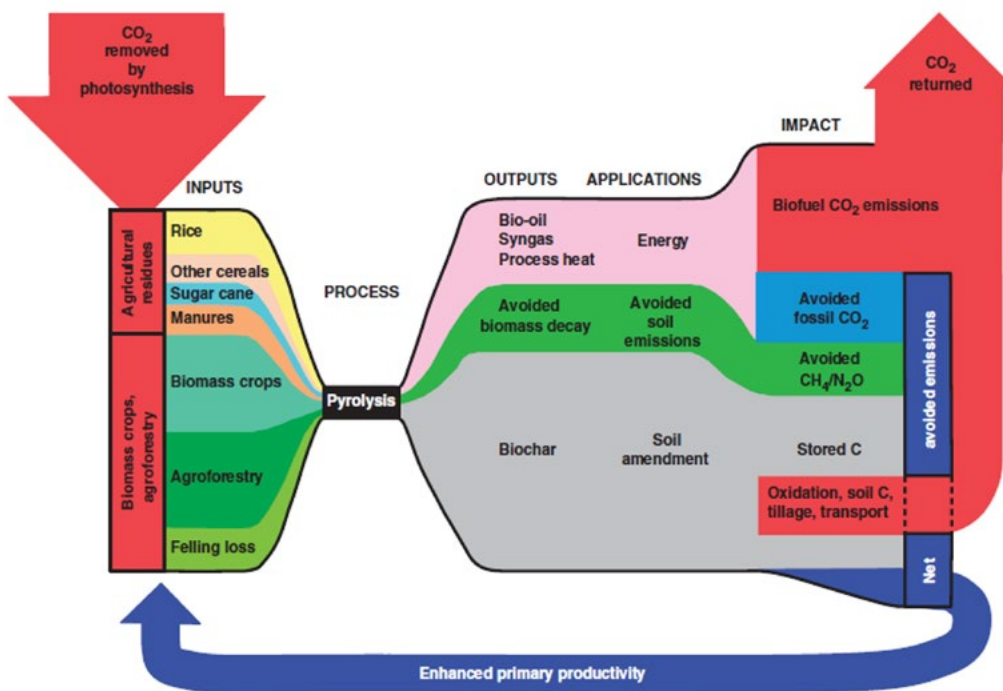 CO2
removed
by
photosynthesis
CO2
returned
IMPACT
INPUTS
OUTPUTS
APPLICATIONS
PROCESS
Agricultural
residues
Rice
Other cereals
Sugar cane
Manures
Biomass crops,
agroforestry
Biomass crops
Agroforestry
Felling loss
Pyrolysis
Bio-oil
Syngas
Process heat
Energy
Avoided
biomass decay
Avoided
soil
emissions
Biochar
Soil
amendment
Biofuel CO2 emissions
Avoided
fossil CO2
Avoided
CH4/N2O
Stored C
Oxidation, soil C,
tillage, transport
avoided emissions
Net
Enhanced primary productivity